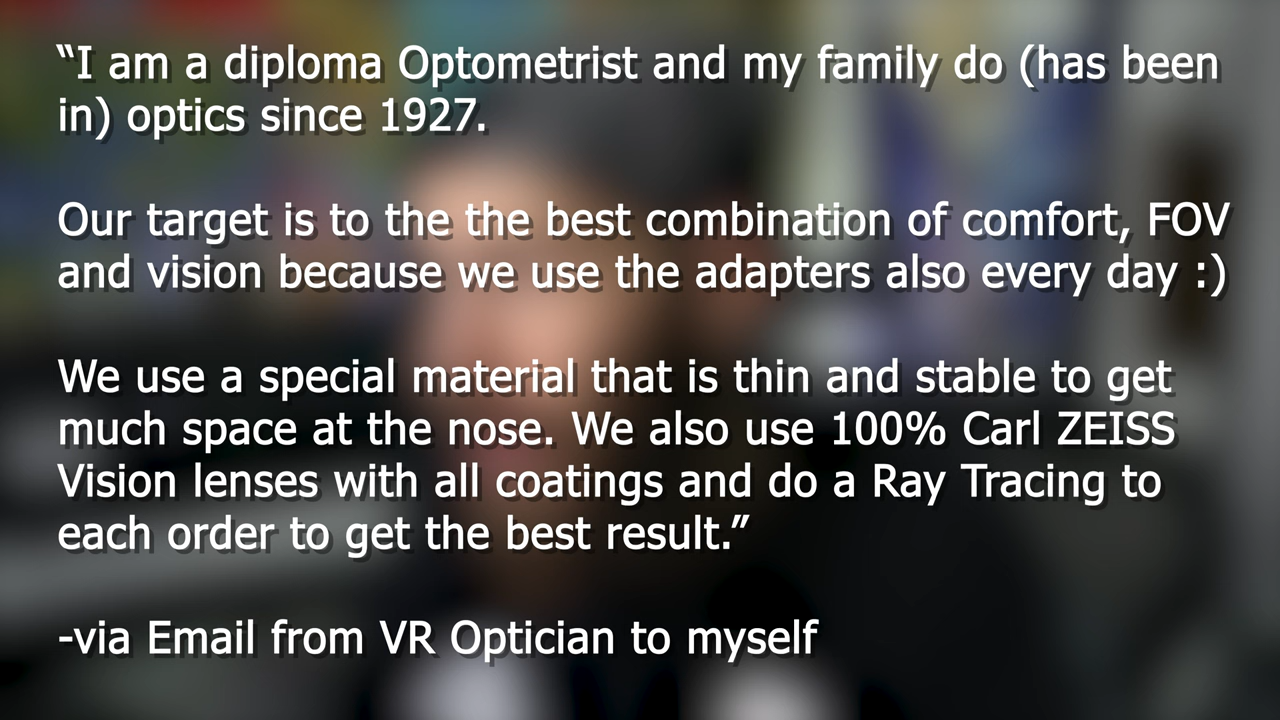 “I am a diploma Optometrist and my family do (has been
in) optics since 1927.
Our target is to the the best combination of comfort, FOV
and vision because we use the adapters also every day :)
We use a special material that is thin and stable to get
much space at the nose. We also use 100% Carl ZEISS
Vision lenses with all coatings and do a Ray Tracing to
each order to get the best result.”
-via Email from VR Optician to myself